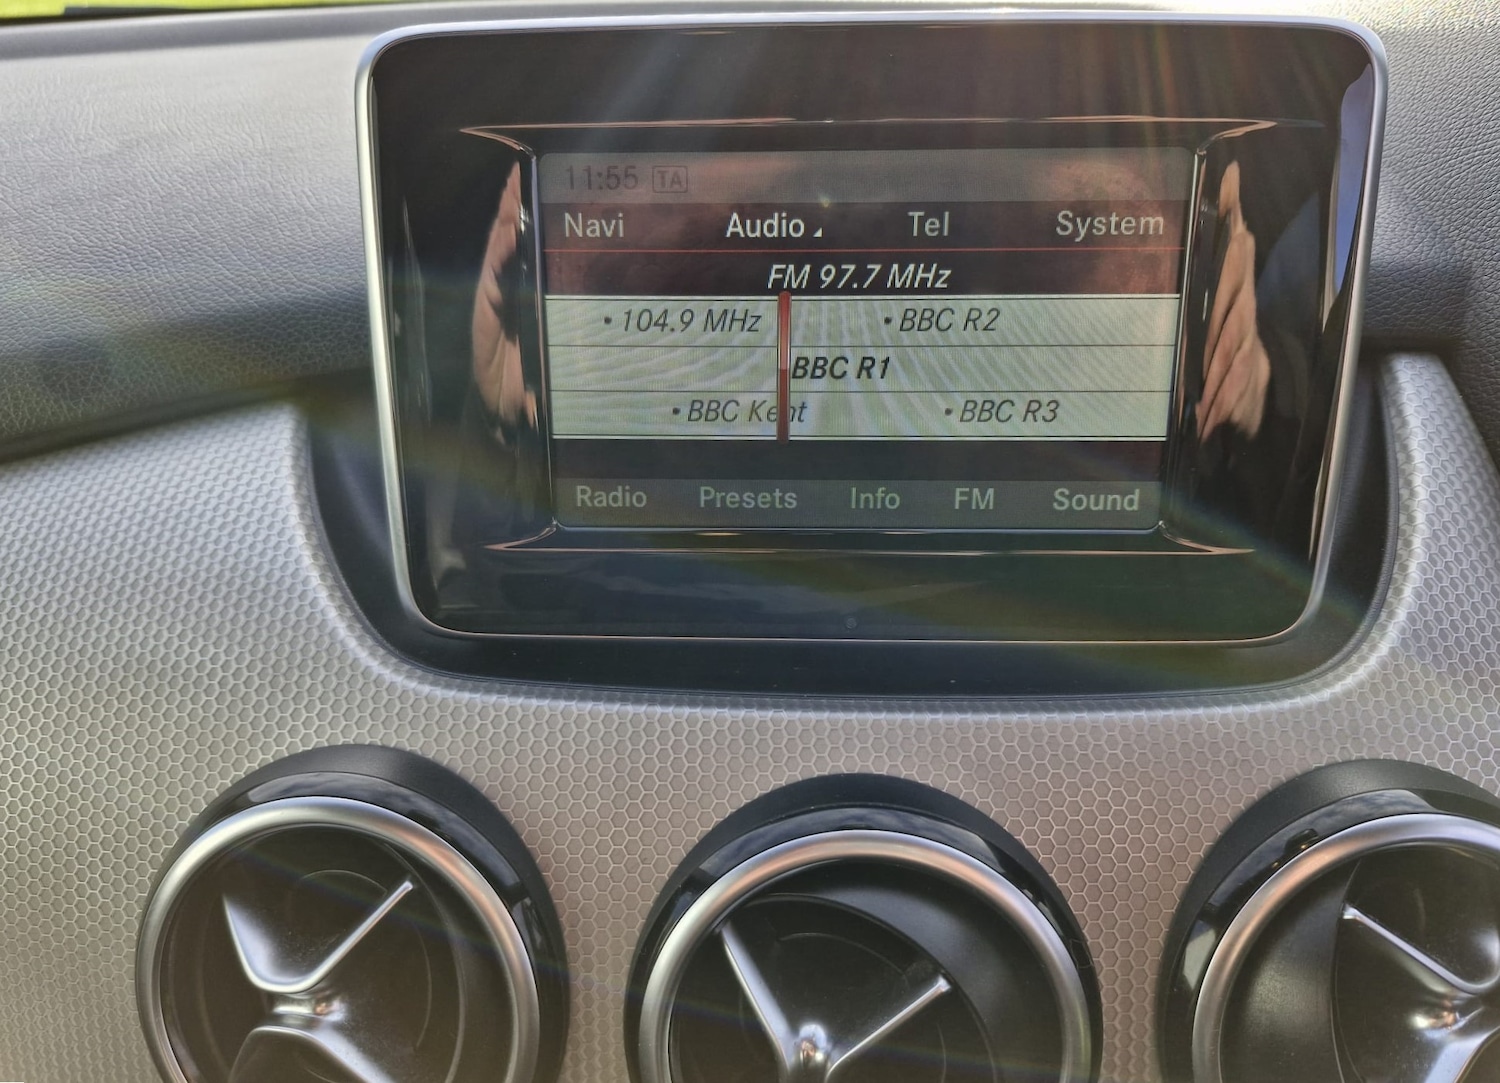 11:55 TA
Navi Audio Tel System
FM 97.7 MHz
• 104.9 MHz • BBC R2
BBC R1
• BBC Kent • BBC R3
Radio Presets Info FM Sound